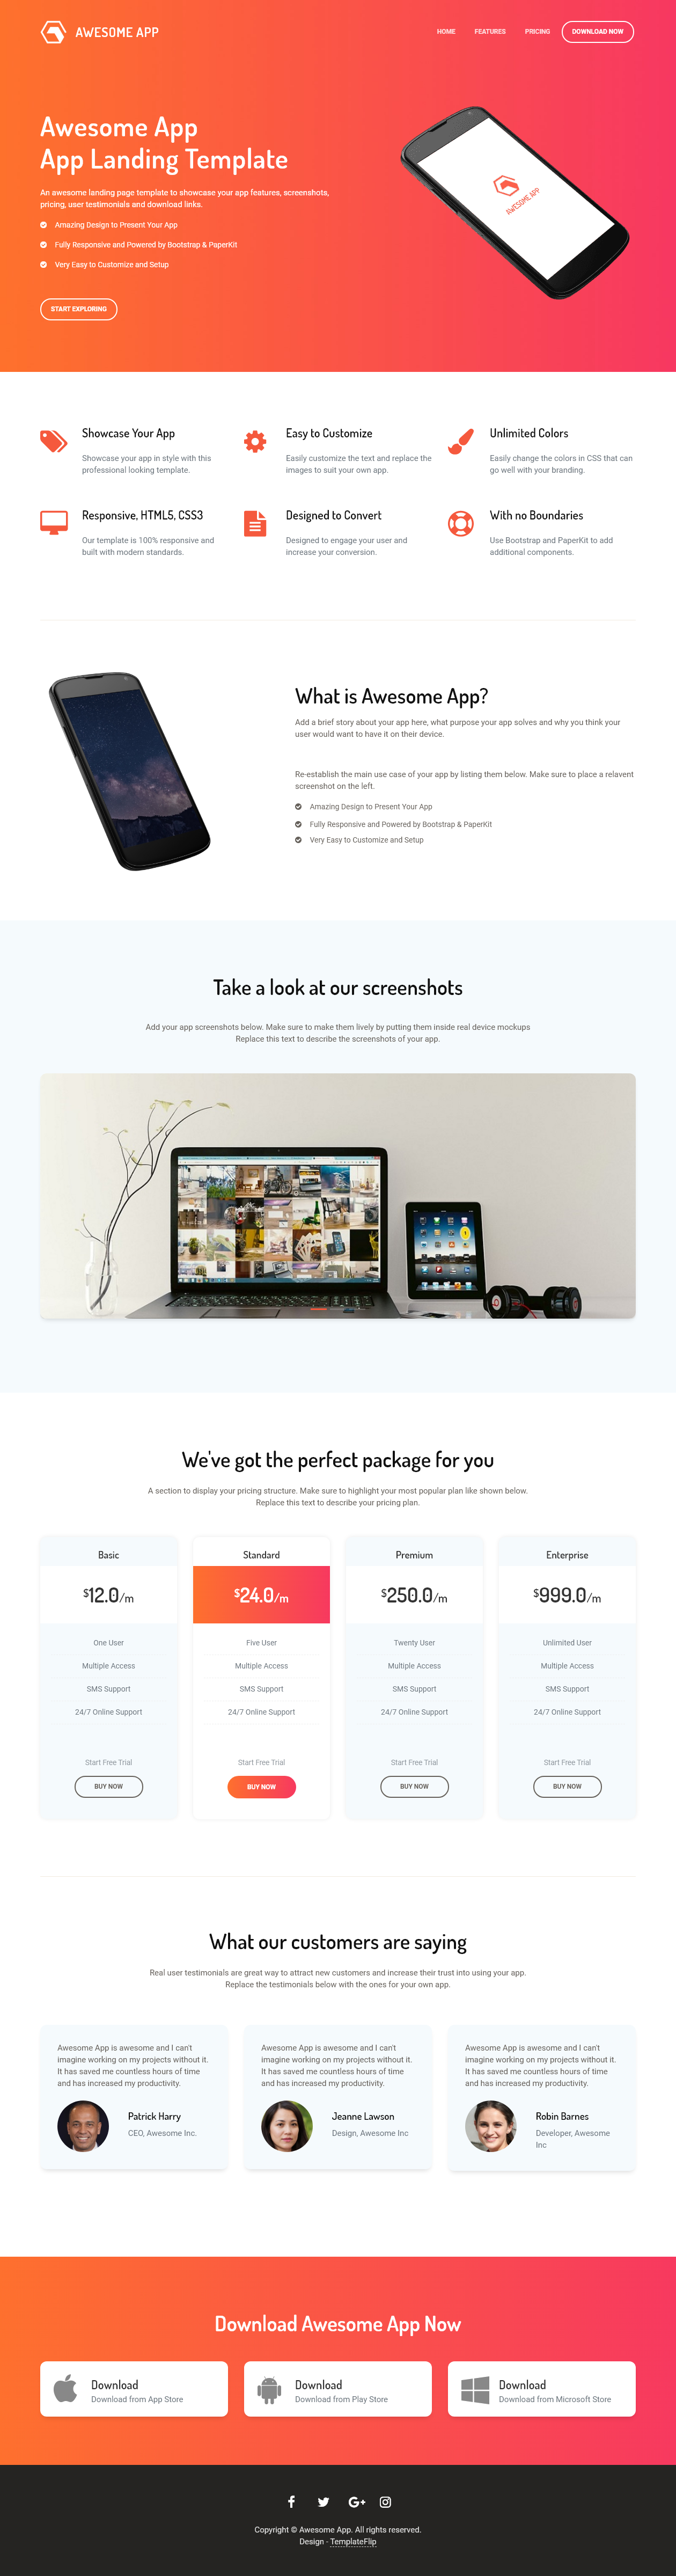 AWESOME APP
HOME FEATURES PRICING DOWNLOAD NOW
Awesome App
App Landing Template
An awesome landing page template to showcase your app features, screenshots,
pricing, user testimonials and download links.
Amazing Design to Present Your App
Fully Responsive and Powered by Bootstrap & PaperKit
Very Easy to Customize and Setup
START EXPLORING
AWESOME APP
Showcase Your App
Showcase your app in style with this
professional looking template.
Easy to Customize
Easily customize the text and replace the
images to suit your own app.
Unlimited Colors
Easily change the colors in CSS that can
go well with your branding.
Responsive, HTML5, CSS3
Our template is 100% responsive and
built with modern standards.
Designed to Convert
Designed to engage your user and
increase your conversion.
With no Boundaries
Use Bootstrap and PaperKit to add
additional components.
What is Awesome App?
Add a brief story about your app here, what purpose your app solves and why you think your
user would want to have it on their device.
Re-establish the main use case of your app by listing them below. Make sure to place a relavent
screenshot on the left.
Amazing Design to Present Your App
Fully Responsive and Powered by Bootstrap & PaperKit
Very Easy to Customize and Setup
Take a look at our screenshots
Add your app screenshots below. Make sure to make them lively by putting them inside real device mockups
Replace this text to describe the screenshots of your app.
We've got the perfect package for you
A section to display your pricing structure. Make sure to highlight your most popular plan like shown below.
Replace this text to describe your pricing plan.
Basic
$12.0/m
One User
Multiple Access
SMS Support
24/7 Online Support
Start Free Trial
BUY NOW
Standard
$24.0/m
Five User
Multiple Access
SMS Support
24/7 Online Support
Start Free Trial
BUY NOW
Premium
$250.0/m
Twenty User
Multiple Access
SMS Support
24/7 Online Support
Start Free Trial
BUY NOW
Enterprise
$999.0/m
Unlimited User
Multiple Access
SMS Support
24/7 Online Support
Start Free Trial
BUY NOW
What our customers are saying
Real user testimonials are great way to attract new customers and increase their trust into using your app.
Replace the testimonials below with the ones for your own app.
Awesome App is awesome and I can't
imagine working on my projects without it.
It has saved me countless hours of time
and has increased my productivity.
Patrick Harry
CEO, Awesome Inc.
Awesome App is awesome and I can't
imagine working on my projects without it.
It has saved me countless hours of time
and has increased my productivity.
Jeanne Lawson
Design, Awesome Inc
Awesome App is awesome and I can't
imagine working on my projects without it.
It has saved me countless hours of time
and has increased my productivity.
Robin Barnes
Developer, Awesome
Inc
Download Awesome App Now
Download
Download from App Store
Download
Download from Play Store
Download
Download from Microsoft Store
Copyright © Awesome App. All rights reserved.
Design - TemplateFlip